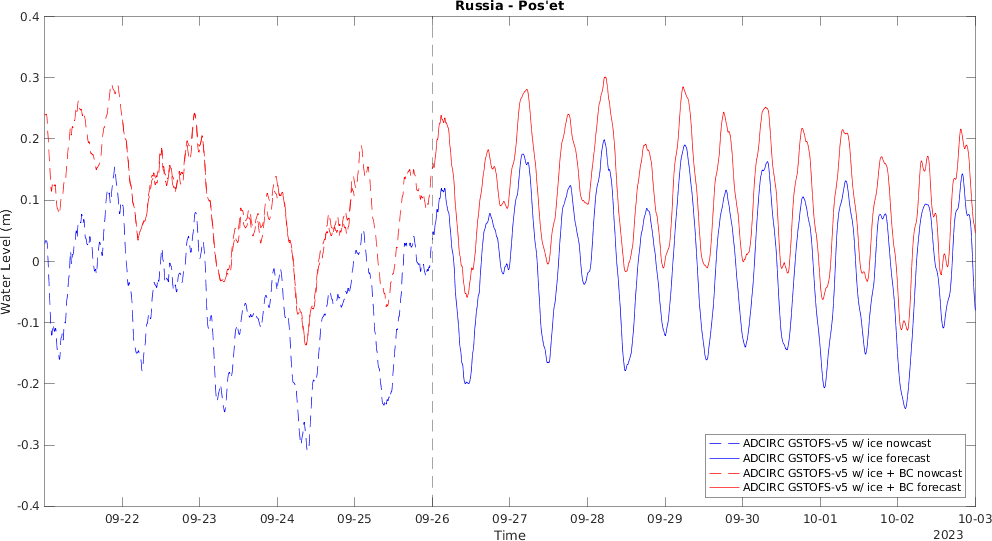 Russia - Pos'et
0.4
0.3
0.2
0.1
0
-0.1
-0.2
-0.3
-0.4
Water Level (m)
09-22 09-23 09-24 09-25 09-26 09-27 09-28 09-29 09-30 10-01 10-02 10-03
Time
2023
ADCIRC GSTOFS-v5 w/ ice nowcast
ADCIRC GSTOFS-v5 w/ ice forecast
ADCIRC GSTOFS-v5 w/ ice + BC nowcast
ADCIRC GSTOFS-v5 w/ ice + BC forecast